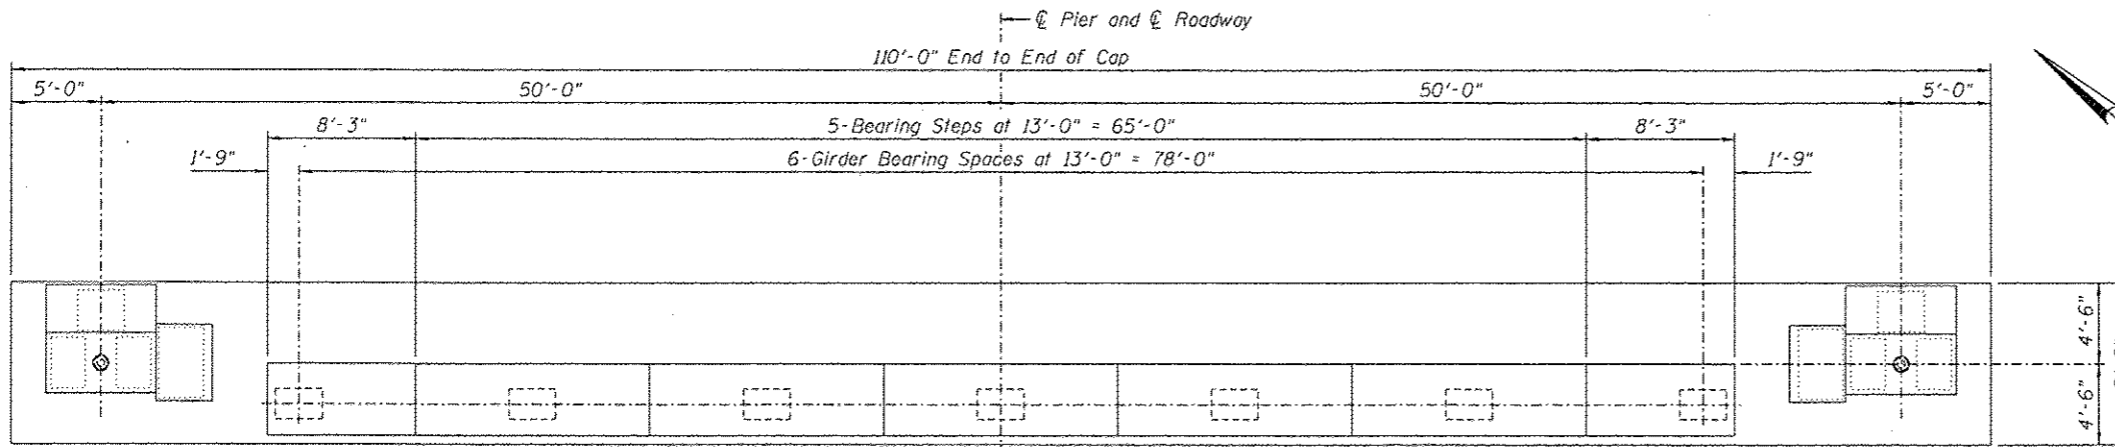 ℄ Pier and ℄ Roadway
110'-0" End to End of Cap
5'-0" 50'-0" 50'-0" 5'-0"
8'-3" 5-Bearing Steps at 13'-0" = 65'-0" 8'-3"
1'-9" 6-Girder Bearing Spaces at 13'-0" = 78'-0" 1'-9"
4'-6"
4'-6"